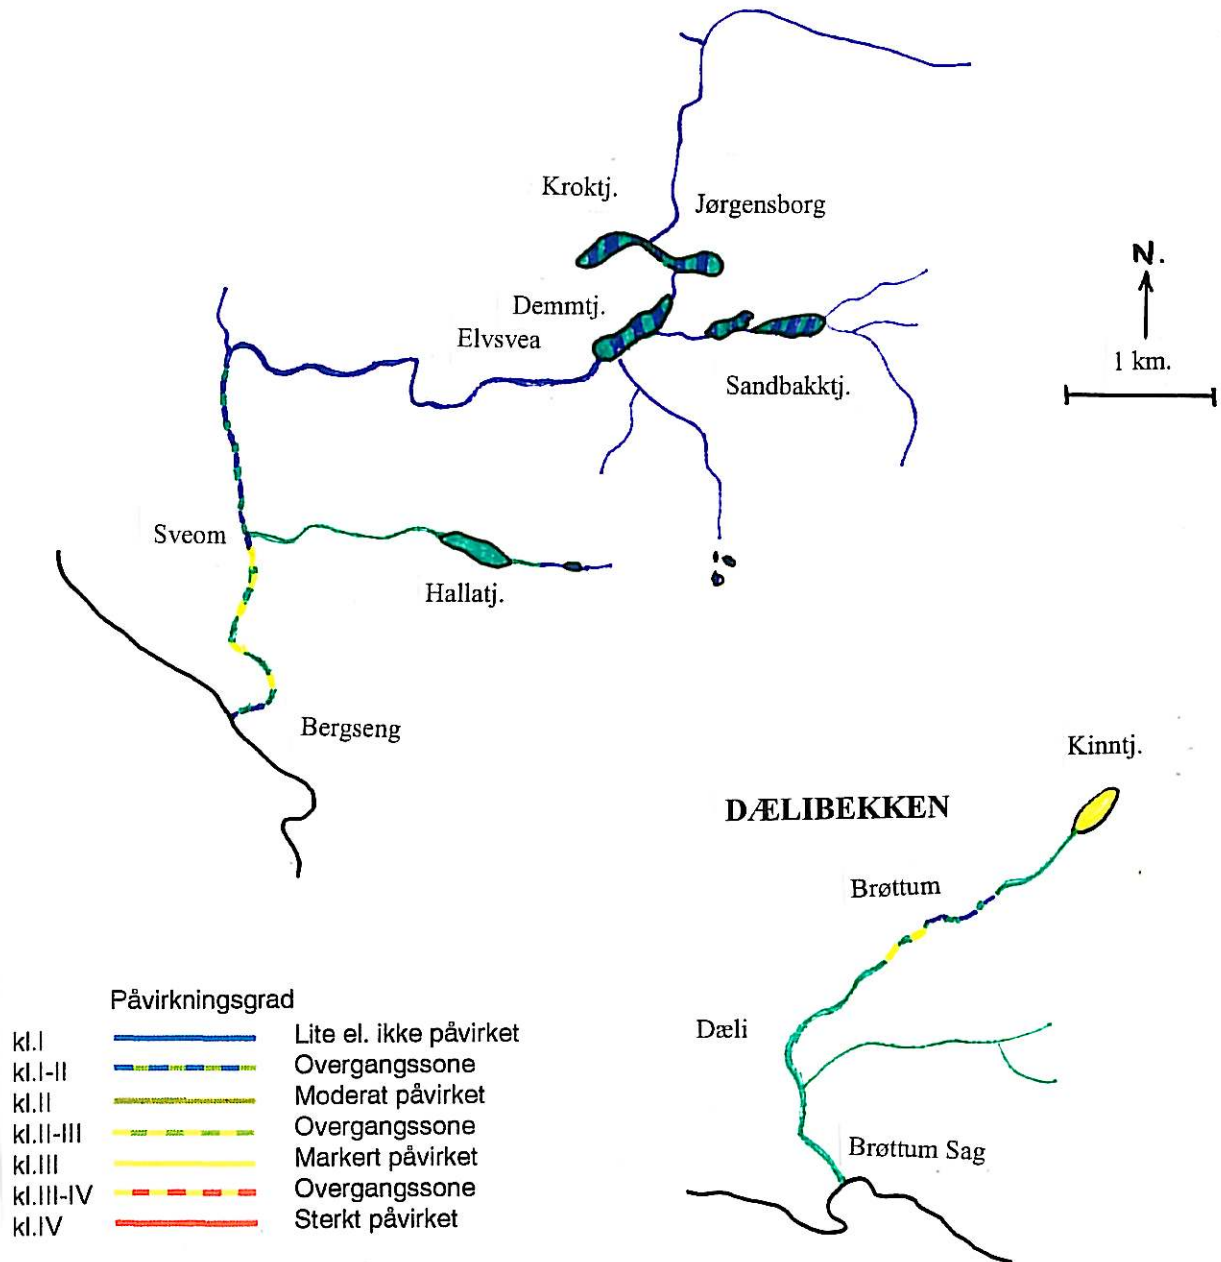 Kroktj.
Jørgensborg
N.
Demmtj.
Elvsvea
1 km.
Sandbakktj.
Sveom
Hallatj.
Bergseng
Kinntj.
DÆLIBEKKEN
Brøttum
Dæli
Brøttum Sag
Påvirkningsgrad
kl.I Lite el. ikke påvirket
kl.I-II Overgangssone
kl.II Moderat påvirket
kl.II-III Overgangssone
kl.III Markert påvirket
kl.III-IV Overgangssone
kl.IV Sterkt påvirket